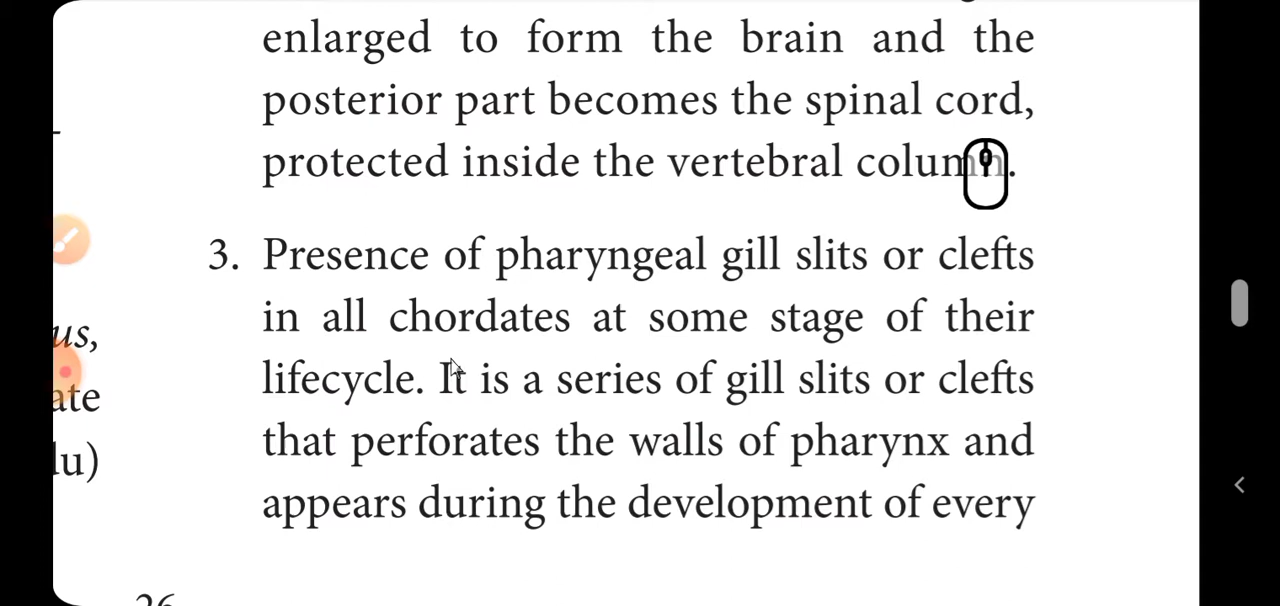 enlarged to form the brain and the
posterior part becomes the spinal cord,
protected inside the vertebral column.
3. Presence of pharyngeal gill slits or clefts
in all chordates at some stage of their
us,
lifecycle. It is a series of gill slits or clefts
ate
that perforates the walls of pharynx and
lu)
appears during the development of every